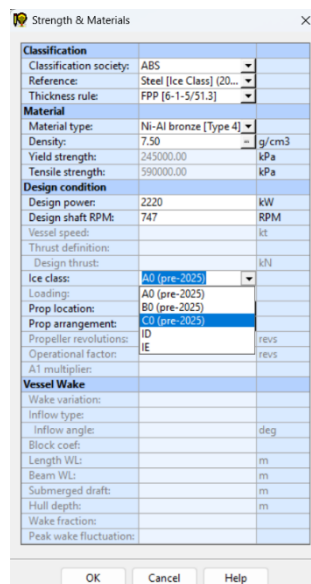 Strength & Materials
Classification
Classification society: ABS
Reference: Steel [Ice Class] (20...
Thickness rule: FPP [6-1-5/51.3]
Material
Material type: Ni-Al bronze [Type 4]
Density: 7.50 g/cm3
Yield strength: 245000.00 kPa
Tensile strength: 590000.00 kPa
Design condition
Design power: 2220 kW
Design shaft RPM: 747 RPM
Vessel speed: kt
Thrust definition:
Design thrust: kN
Ice class: A0 (pre-2025)
Loading: A0 (pre-2025)
Prop location: B0 (pre-2025)
Prop arrangement: C0 (pre-2025)
Propeller revolutions: ID revs
Operational factor: IE revs
A1 multiplier:
Vessel Wake
Wake variation:
Inflow type:
Inflow angle: deg
Block coef:
Length WL: m
Beam WL: m
Submerged draft: m
Hull depth: m
Wake fraction:
Peak wake fluctuation:
OK Cancel Help